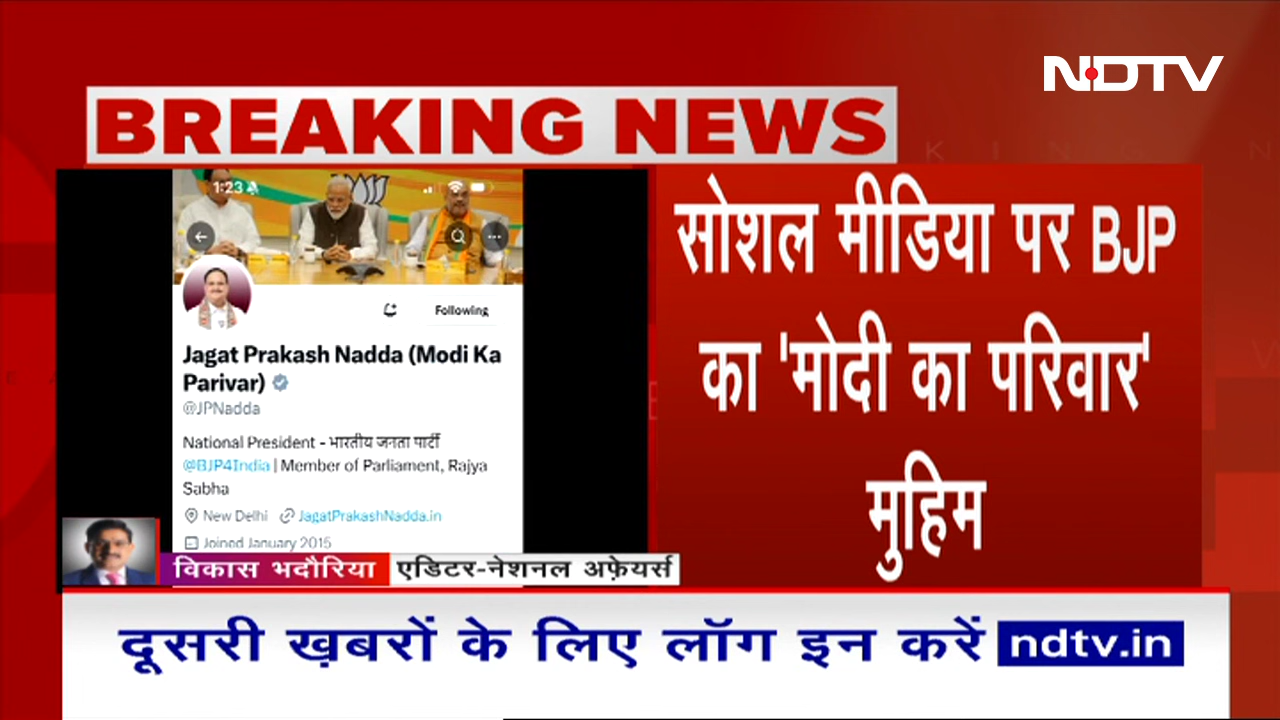 NDTV
BREAKING NEWS
1:23
Following
Jagat Prakash Nadda (Modi Ka
Parivar)
@JPNadda
National President - भारतीय जनता पार्टी
@BJP4India | Member of Parliament, Rajya
Sabha
New Delhi JagatPrakashNadda.in
Joined January 2015
सोशल मीडिया पर BJP
का 'मोदी का परिवार'
मुहिम
विकास भदौरिया एडिटर-नेशनल अफ़ेयर्स
दूसरी ख़बरों के लिए लॉग इन करें ndtv.in